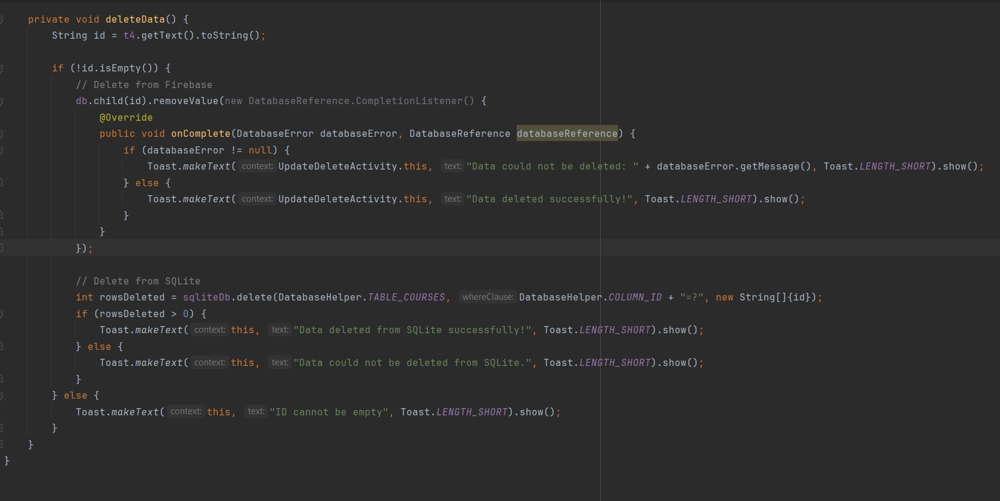 private void deleteData() {
String id = t4.getText().toString();
if (!id.isEmpty()) {
// Delete from Firebase
db.child(id).removeValue(new DatabaseReference.CompletionListener() {
@Override
public void onComplete(DatabaseError databaseError, DatabaseReference databaseReference) {
if (databaseError != null) {
Toast.makeText( context: UpdateDeleteActivity.this, text: "Data could not be deleted: " + databaseError.getMessage(), Toast.LENGTH_SHORT).show();
} else {
Toast.makeText( context: UpdateDeleteActivity.this, text: "Data deleted successfully!", Toast.LENGTH_SHORT).show();
}
}
});
// Delete from SQLite
int rowsDeleted = sqliteDb.delete(DatabaseHelper.TABLE_COURSES, whereClause: DatabaseHelper.COLUMN_ID + "=?", new String[]{id});
if (rowsDeleted > 0) {
Toast.makeText( context: this, text: "Data deleted from SQLite successfully!", Toast.LENGTH_SHORT).show();
} else {
Toast.makeText( context: this, text: "Data could not be deleted from SQLite.", Toast.LENGTH_SHORT).show();
}
} else {
Toast.makeText( context: this, text: "ID cannot be empty", Toast.LENGTH_SHORT).show();
}
}
}